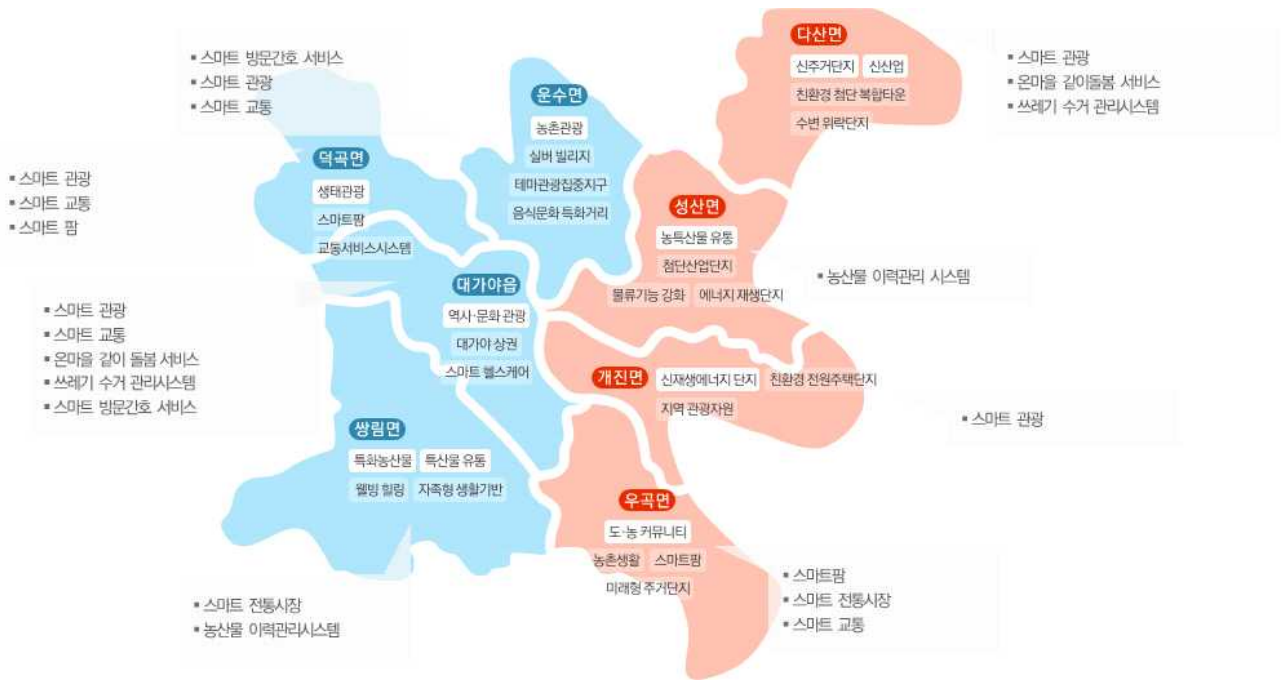 다산면
신주거단지 신산업
친환경 첨단 복합타운
수변 위락단지
▪ 스마트 방문간호 서비스
▪ 스마트 관광
▪ 스마트 교통
▪ 스마트 관광
▪ 온마을 같이돌봄 서비스
▪ 쓰레기 수거 관리시스템
운수면
농촌관광
실버 빌리지
테마관광집중지구
음식문화 특화거리
덕곡면
생태관광
스마트팜
교통서비스시스템
▪ 스마트 관광
▪ 스마트 교통
▪ 스마트 팜
성산면
농특산물 유통
첨단산업단지
물류기능 강화 에너지 재생단지
▪ 농산물 이력관리 시스템
대가야읍
역사·문화 관광
대가야 상권
스마트 헬스케어
▪ 스마트 관광
▪ 스마트 교통
▪ 온마을 같이 돌봄 서비스
▪ 쓰레기 수거 관리시스템
▪ 스마트 방문간호 서비스
개진면 신재생에너지 단지 친환경 전원주택단지
지역 관광자원
▪ 스마트 관광
쌍림면
특화농산물 특산물 유통
웰빙 힐링 자족형 생활기반
우곡면
도·농 커뮤니티
농촌생활 스마트팜
미래형 주거단지
▪ 스마트 전통시장
▪ 농산물 이력관리시스템
▪ 스마트팜
▪ 스마트 전통시장
▪ 스마트 교통